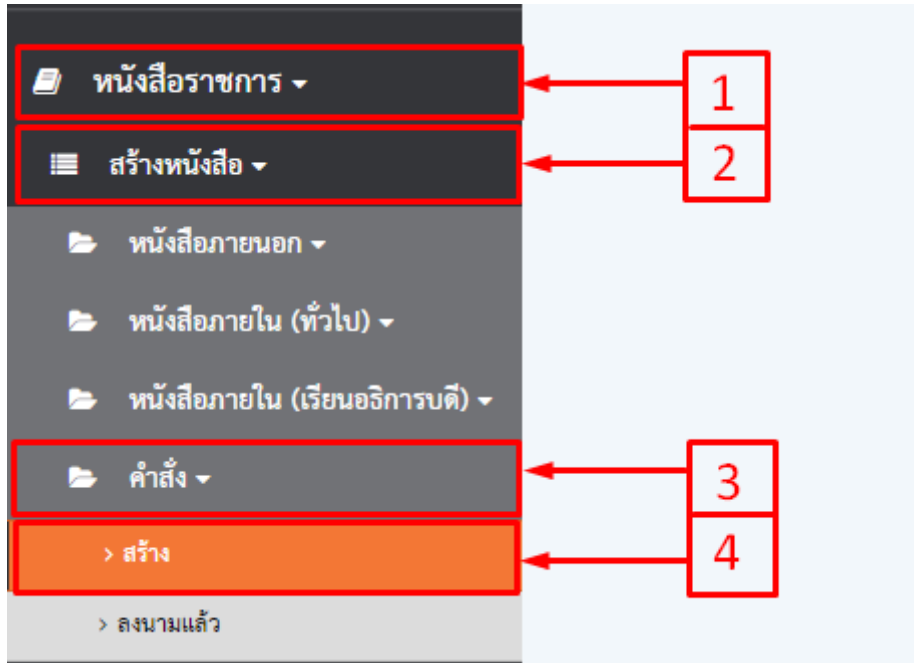 หนังสือราชการ
1
สร้างหนังสือ
2
หนังสือภายนอก
หนังสือภายใน (ทั่วไป)
หนังสือภายใน (เรียนอธิการบดี)
คำสั่ง
3
> สร้าง
4
> ลงนามแล้ว